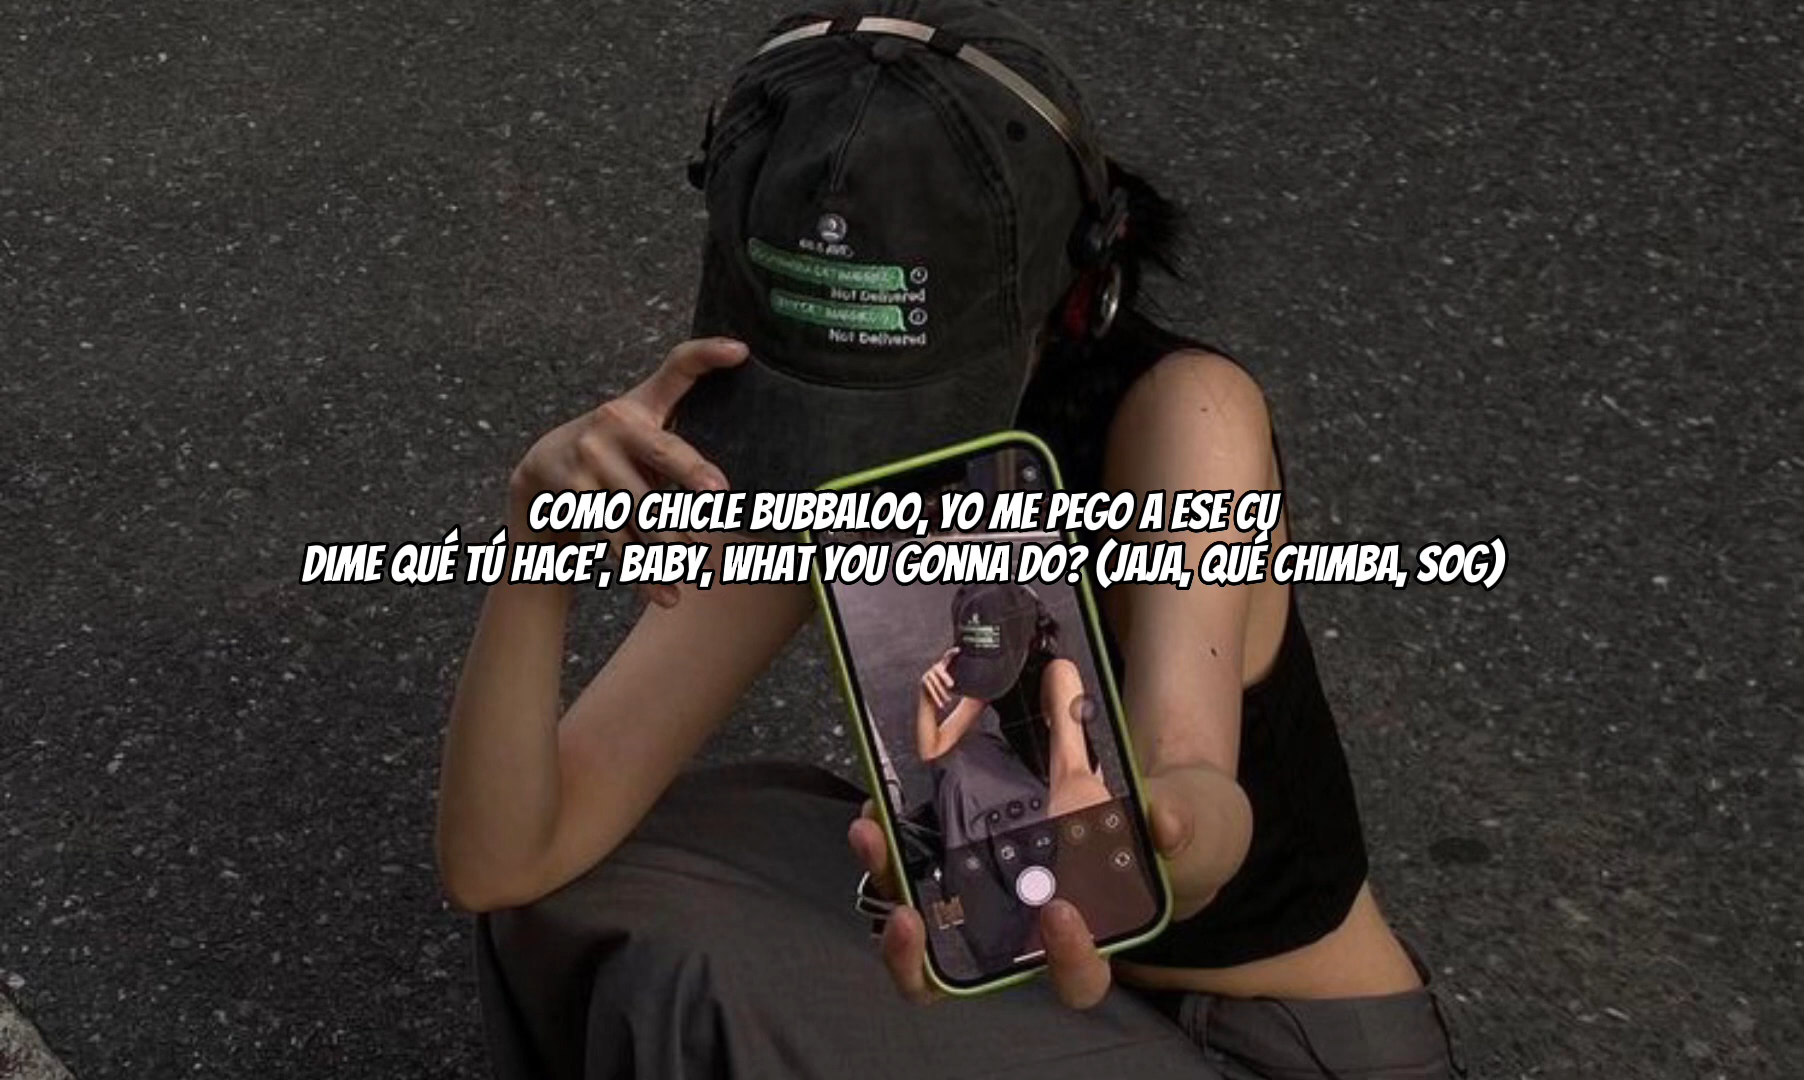 Not Delivered
Not Delivered
COMO CHICLE BUBBALOO, YO ME PEGO A ESE CU
DIME QUÉ TÚ HACE', BABY, WHAT YOU GONNA DO? (JAJA, QUÉ CHIMBA, SOG)